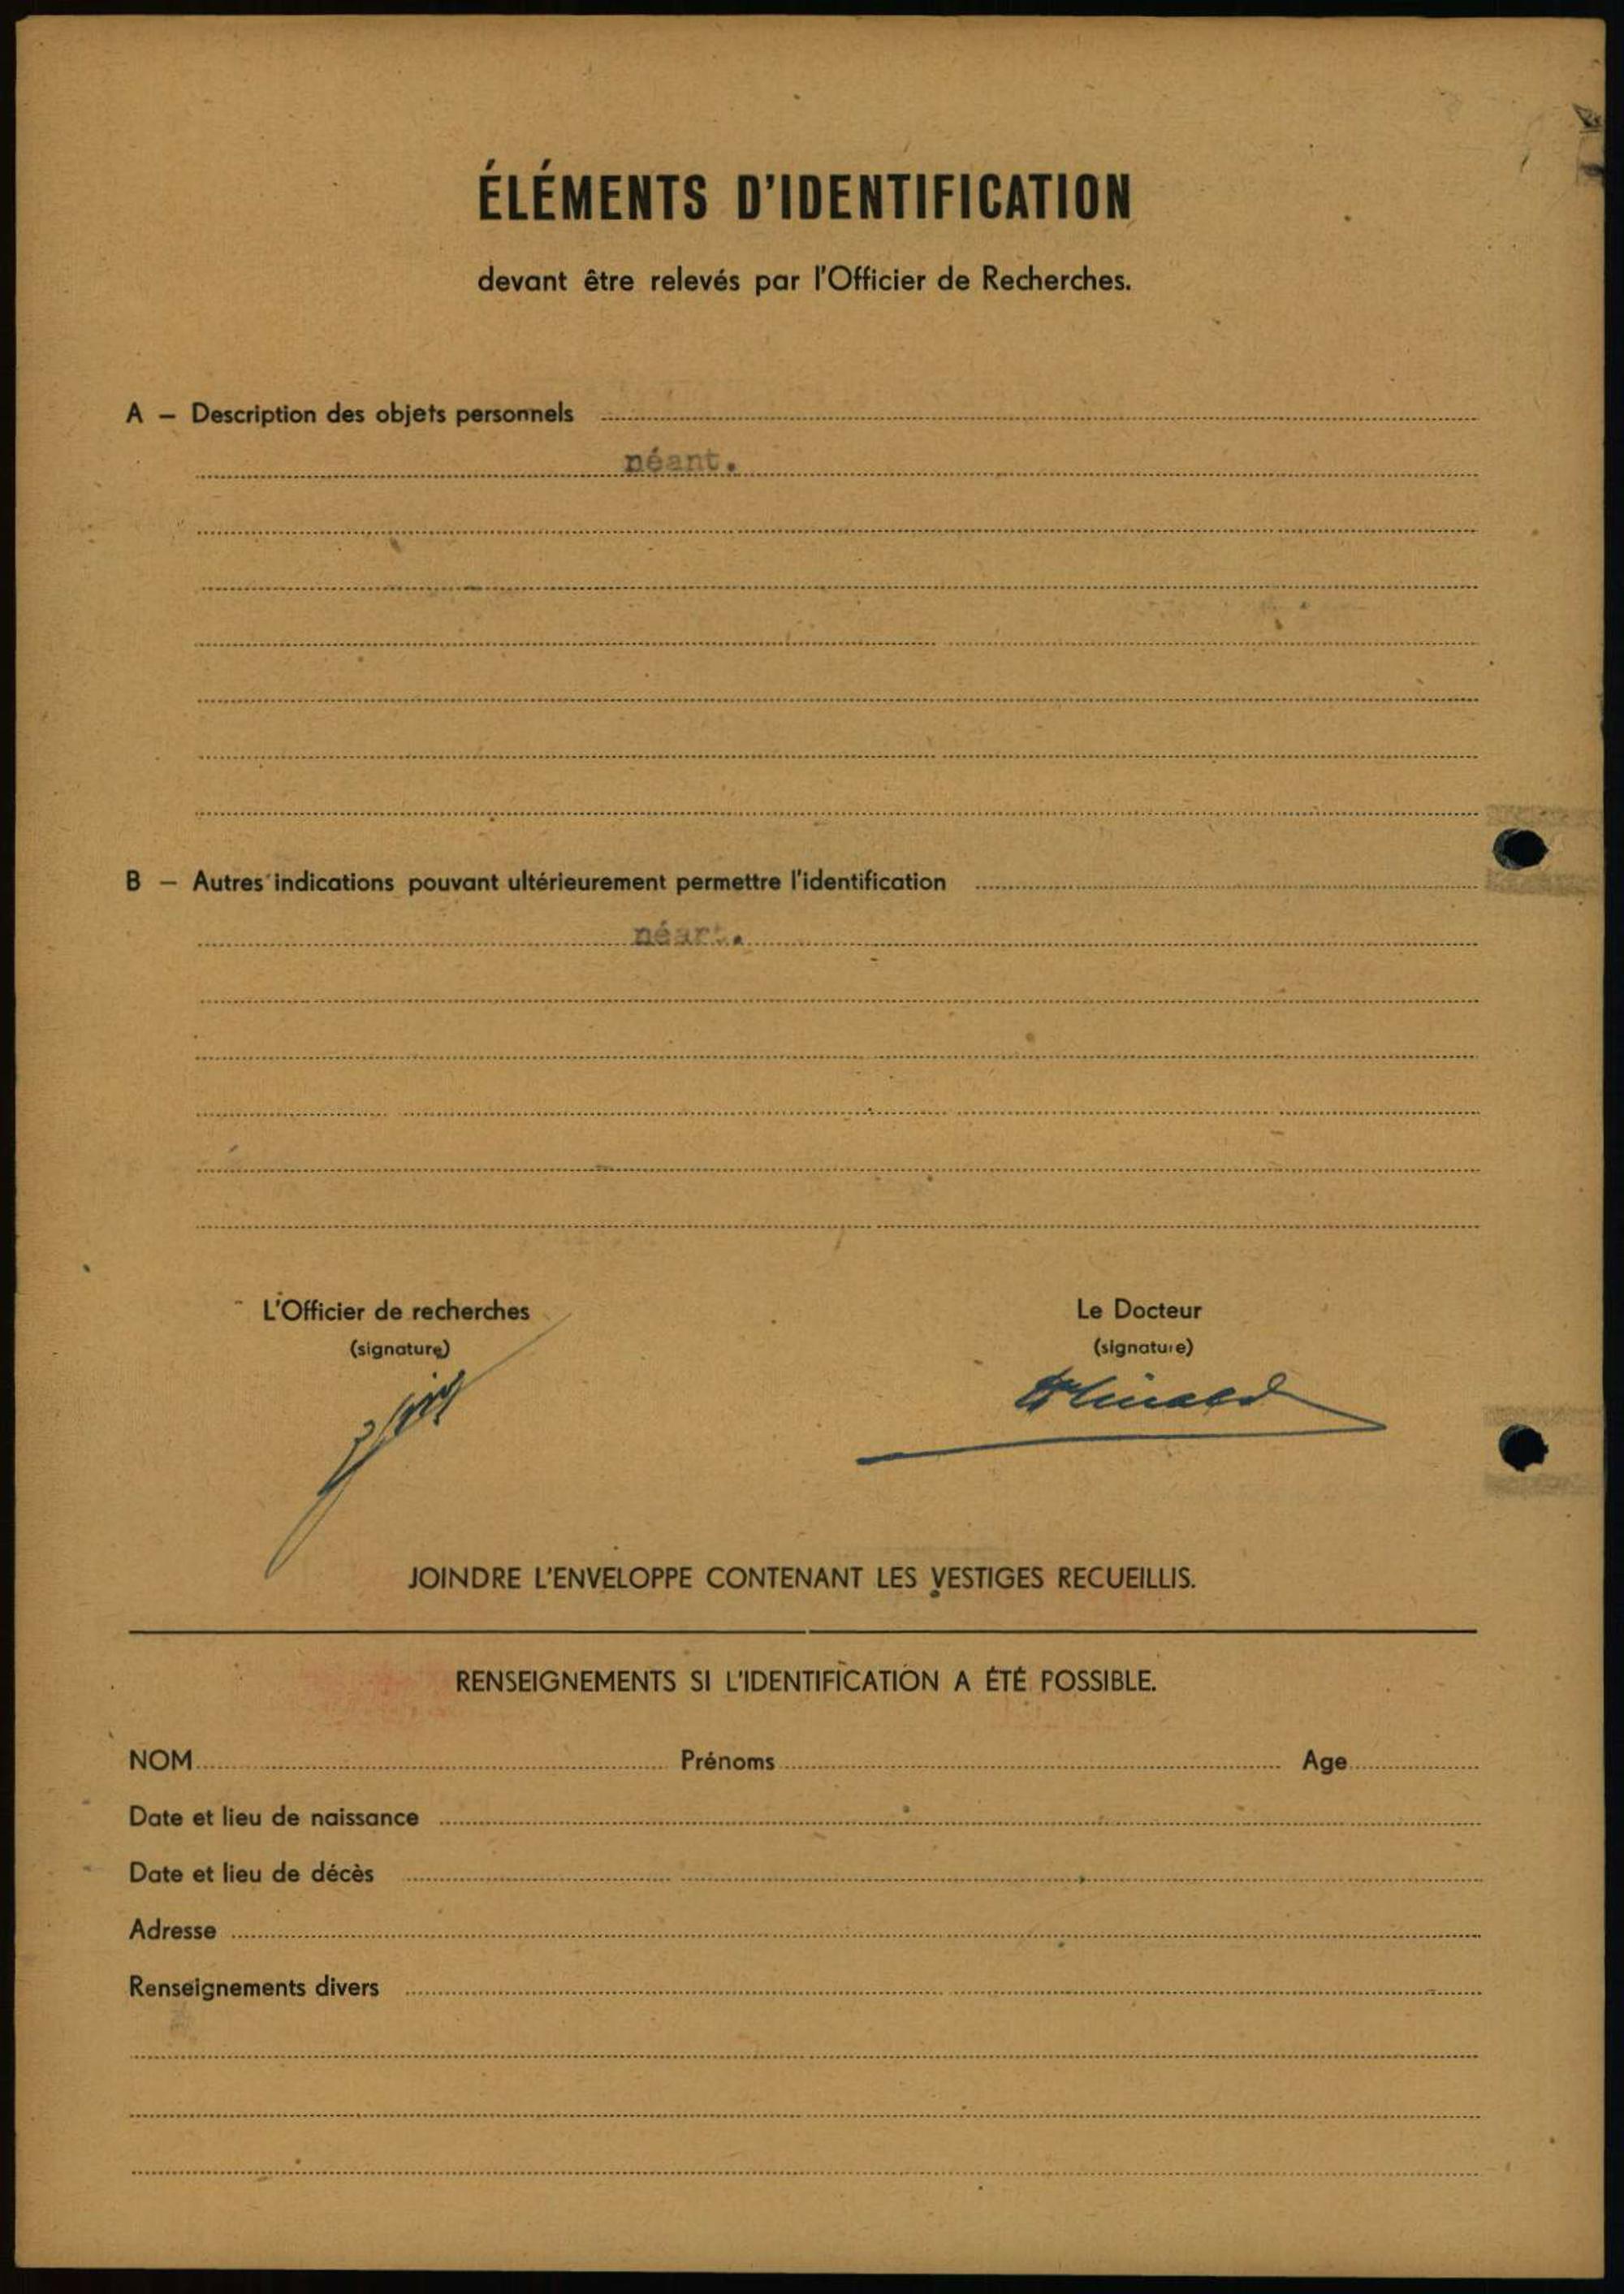 ÉLÉMENTS D'IDENTIFICATION
devant être relevés par l'Officier de Recherches.
A — Description des objets personnels
néant.
B — Autres indications pouvant ultérieurement permettre l'identification
néant.
L'Officier de recherches
(signature)
Le Docteur
(signature)
JOINDRE L'ENVELOPPE CONTENANT LES VESTIGES RECUEILLIS.
RENSEIGNEMENTS SI L'IDENTIFICATION A ÉTÉ POSSIBLE.
NOM Prénoms Age
Date et lieu de naissance
Date et lieu de décès
Adresse
Renseignements divers